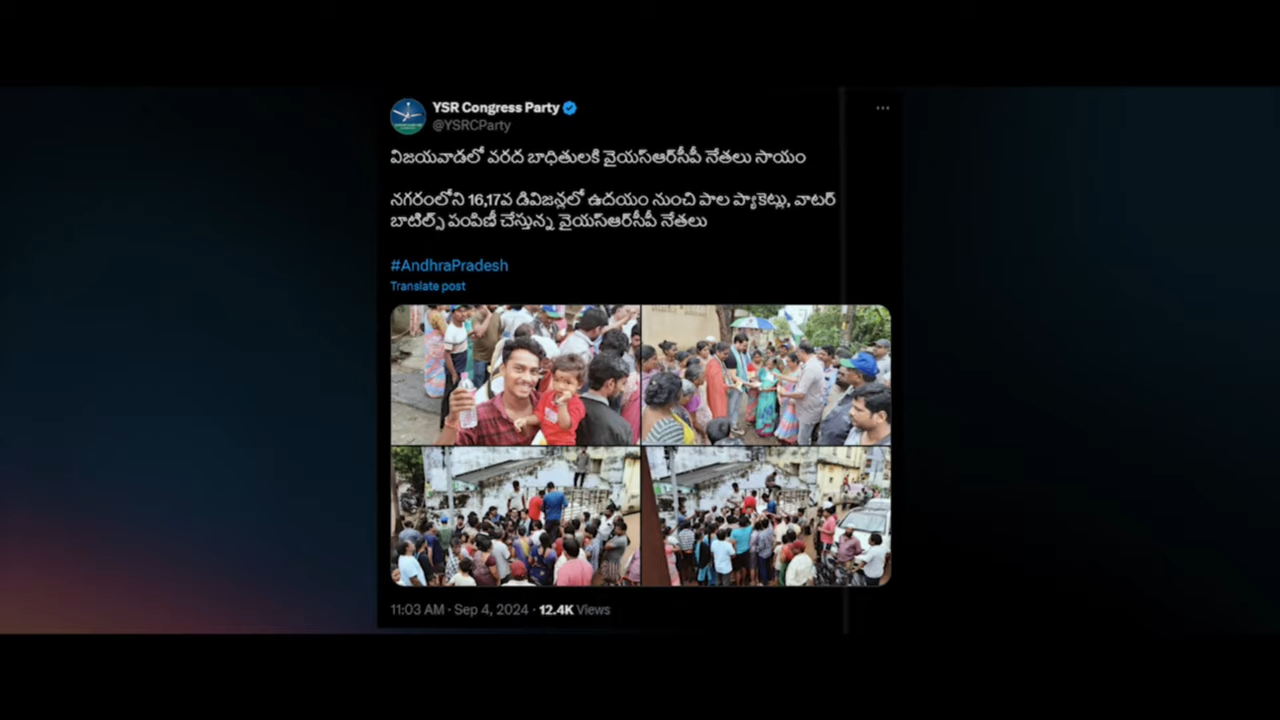 YSR Congress Party
@YSRCParty
విజయవాడలో వరద బాధితులకి వైయస్ఆర్‌సీపీ నేతలు సాయం
నగరంలోని 16,17వ డివిజన్లలో ఉదయం నుంచి పాల ప్యాకెట్లు, వాటర్
బాటిల్స్ పంపిణీ చేస్తున్న వైయస్ఆర్‌సీపీ నేతలు
#AndhraPradesh
Translate post
11:03 AM · Sep 4, 2024 · 12.4K Views